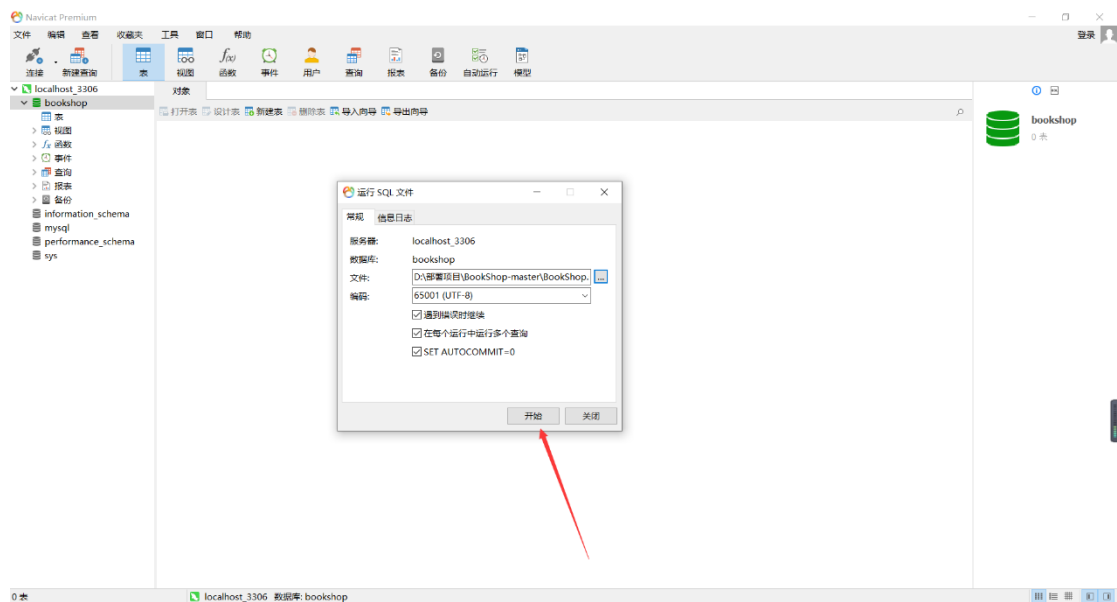 Navicat Premium
文件 编辑 查看 收藏夹 工具 窗口 帮助 登录
连接 新建查询 表 视图 函数 事件 用户 查询 报表 备份 自动运行 模型
localhost_3306
bookshop
表
视图
函数
事件
查询
报表
备份
information_schema
mysql
performance_schema
sys
对象
打开表 设计表 新建表 删除表 导入向导 导出向导
运行 SQL 文件
常规 信息日志
服务器: localhost_3306
数据库: bookshop
文件: D:\部署项目\BookShop-master\BookShop. ...
编码: 65001 (UTF-8)
遇到错误时继续
在每个运行中运行多个查询
SET AUTOCOMMIT=0
开始 关闭
bookshop
0 表
0 表 localhost_3306 数据库: bookshop